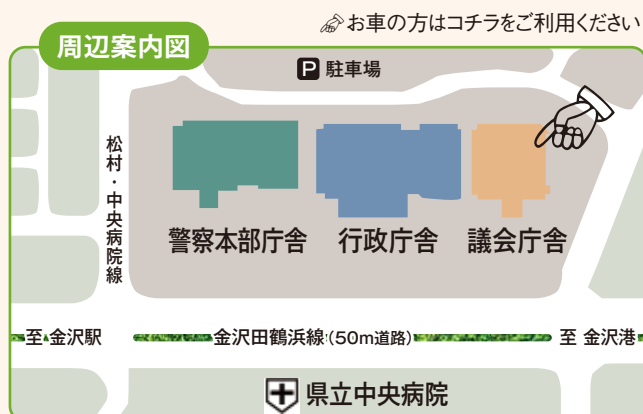 お車の方はコチラをご利用ください
周辺案内図
P 駐車場
松村・中央病院線
警察本部庁舎
行政庁舎
議会庁舎
至 金沢駅
金沢田鶴浜線(50m道路)
至 金沢港
県立中央病院